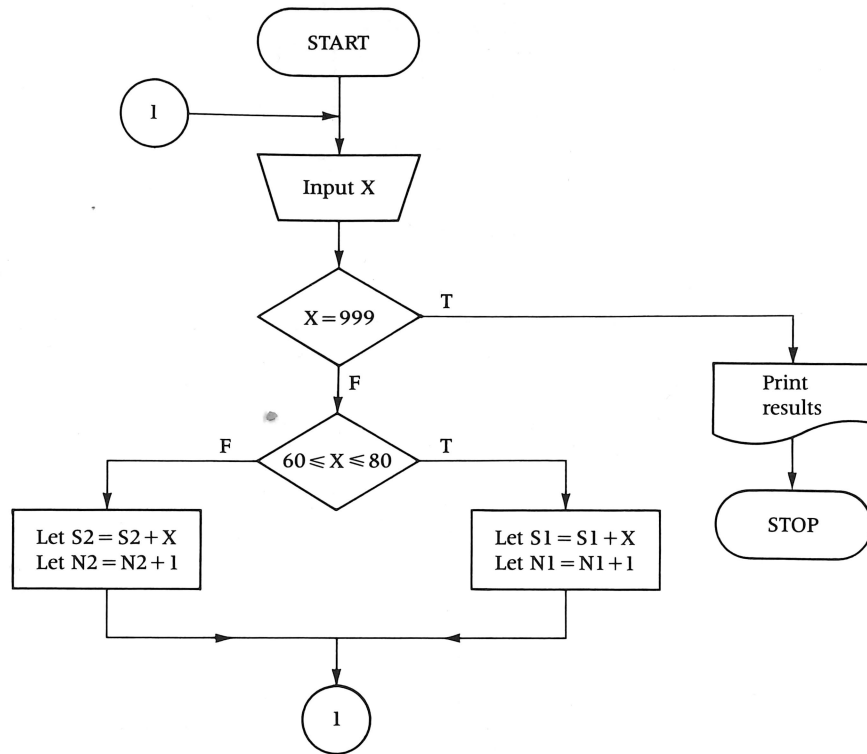 START
1
Input X
X = 999
T
F
Print
results
60 ⩽ X ⩽ 80
F
T
STOP
Let S2 = S2 + X
Let N2 = N2 + 1
Let S1 = S1 + X
Let N1 = N1 + 1
1